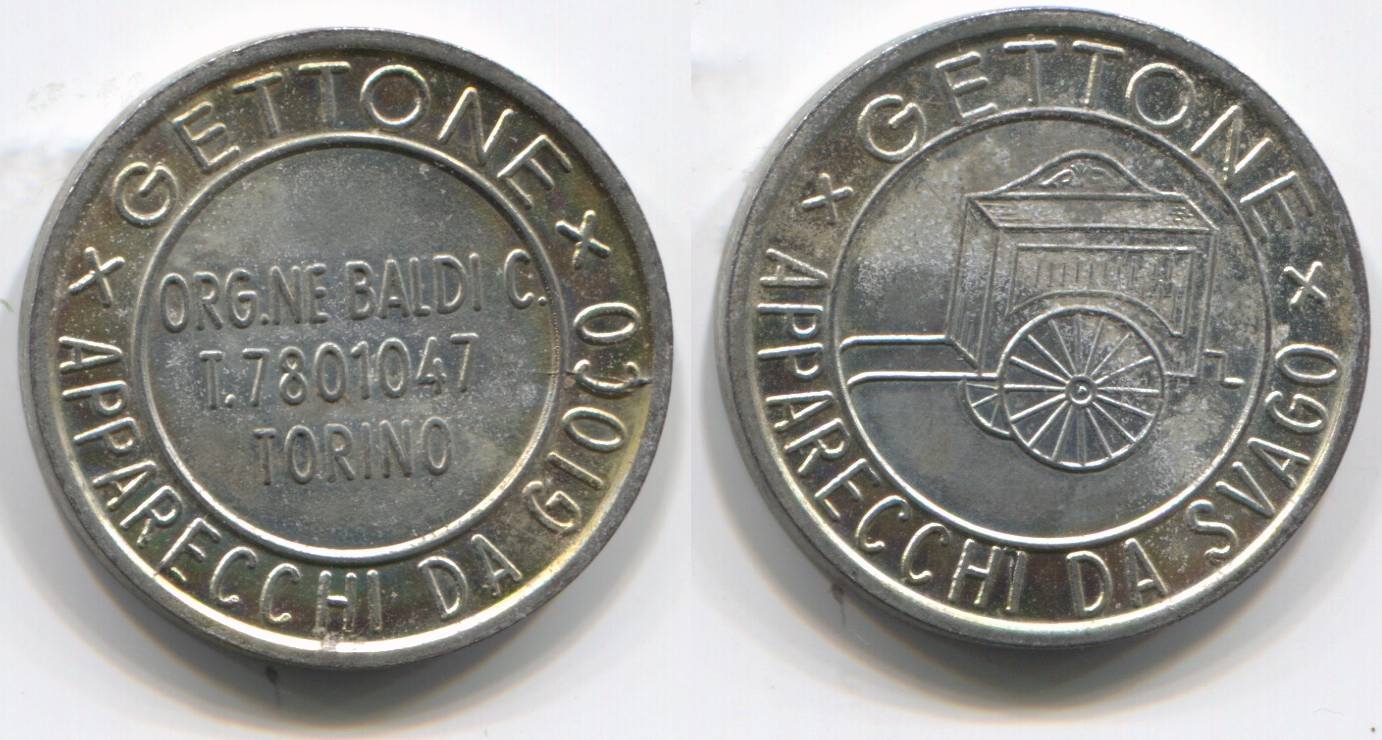 × GETTONE ×
APPARECCHI DA GIOCO
ORG.NE BALDI C.
T.7801047
TORINO
× GETTONE ×
APPARECCHI DA SVAGO